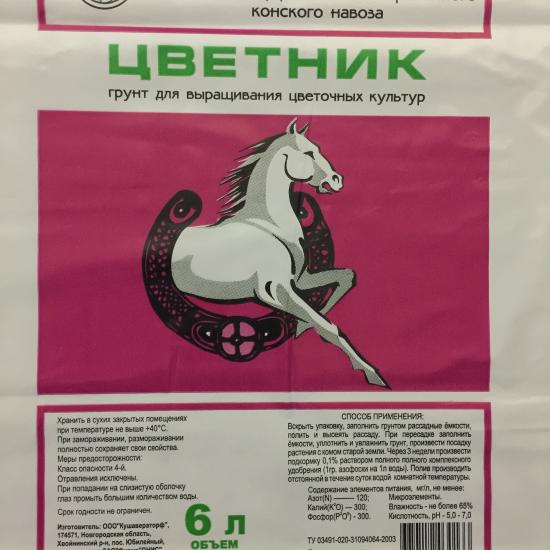 конского навоза
ЦВЕТНИК
грунт для выращивания цветочных культур
Хранить в сухих закрытых помещениях
при температуре не выше +40°С.
При замораживании, размораживании
полностью сохраняет свои свойства.
Меры предосторожности:
Класс опасности 4-й.
Отравления исключены.
При попадании на слизистую оболочку
глаз промыть большим количеством воды.
Срок годности не ограничен.
Изготовитель: ООО"Кушавераторф",
174571, Новгородская область,
Хвойнинский р-н, пос. Юбилейный,
6 л
ОБЪЕМ
СПОСОБ ПРИМЕНЕНИЯ:
Вскрыть упаковку, заполнить грунтом рассадные ёмкости,
полить и высеять рассаду. При пересадке заполнить
ёмкости, уплотнить и увлажнить грунт, произвести посадку
растения с комом старой земли. Через 3 недели произвести
подкормку 0,1% раствором полного полного комплексного
удобрения (1гр. азофоски на 1л воды). Полив производить
отстоянной в течение суток водой комнатной температуры.
Содержание элементов питания, мг/л, не менее:
Азот(N) —— 120; Микроэлементы.
Калий(K²O) — 300; Влажность - не более 65%
Фосфор(P²O⁵) - 300. Кислотность, pH - 5,0 - 7,0
ТУ 03491-020-31094064-2003